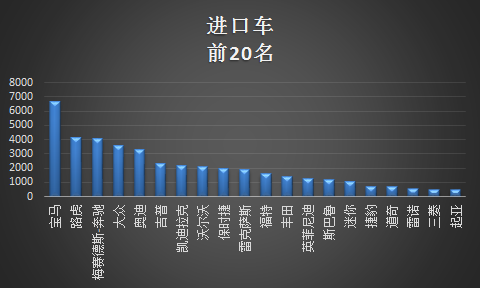 进口车
前20名
8000
7000
6000
5000
4000
3000
2000
1000
0
宝马
路虎
梅赛德斯-奔驰
大众
奥迪
吉普
凯迪拉克
沃尔沃
保时捷
雷克萨斯
福特
丰田
英菲尼迪
斯巴鲁
迷你
捷豹
道奇
雷诺
三菱
起亚